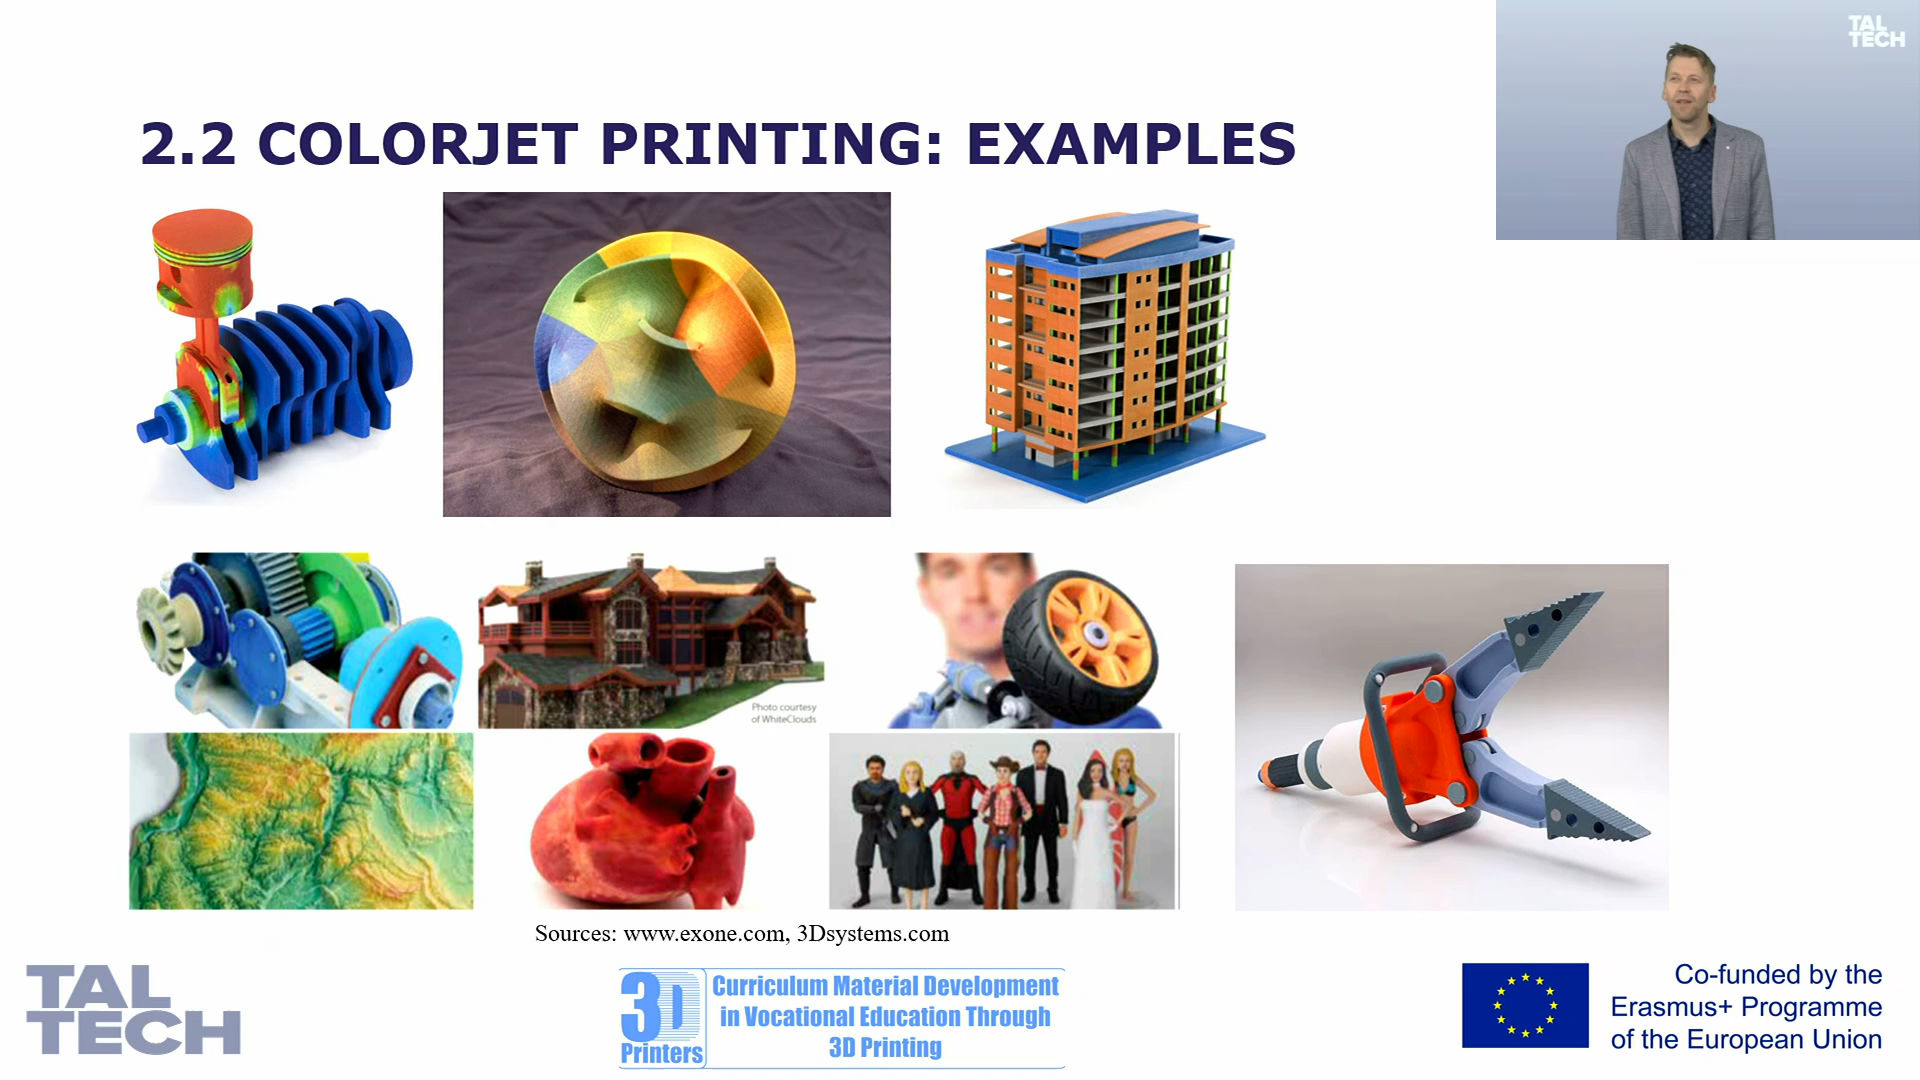 TAL
TECH
2.2 COLORJET PRINTING: EXAMPLES
Photo courtesy
of WhiteClouds
Sources: www.exone.com, 3Dsystems.com
TAL
TECH
3D
Printers
Curriculum Material Development
in Vocational Education Through
3D Printing
Co-funded by the
Erasmus+ Programme
of the European Union